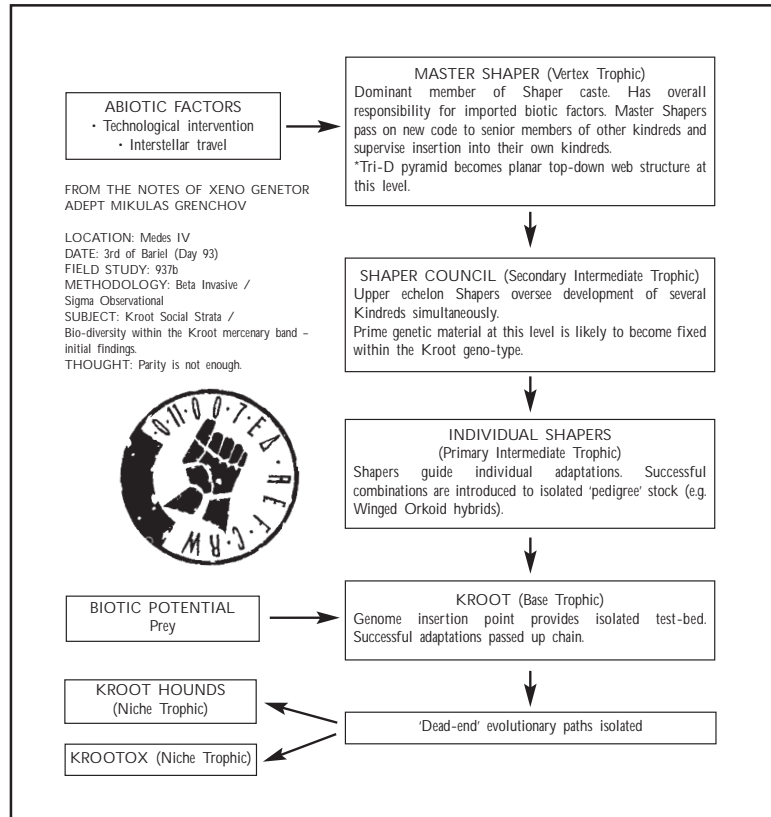 MASTER SHAPER (Vertex Trophic)
Dominant member of Shaper caste. Has overall
responsibility for imported biotic factors. Master Shapers
pass on new code to senior members of other kindreds and
supervise insertion into their own kindreds.
*Tri-D pyramid becomes planar top-down web structure at
this level.
ABIOTIC FACTORS
• Technological intervention
• Interstellar travel
FROM THE NOTES OF XENO GENETOR
ADEPT MIKULAS GRENCHOV
LOCATION: Medes IV
DATE: 3rd of Bariel (Day 93)
FIELD STUDY: 937b
METHODOLOGY: Beta Invasive /
Sigma Observational
SUBJECT: Kroot Social Strata /
Bio-diversity within the Kroot mercenary band –
initial findings.
THOUGHT: Parity is not enough.
SHAPER COUNCIL (Secondary Intermediate Trophic)
Upper echelon Shapers oversee development of several
Kindreds simultaneously.
Prime genetic material at this level is likely to become fixed
within the Kroot geno-type.
INDIVIDUAL SHAPERS
(Primary Intermediate Trophic)
Shapers guide individual adaptations. Successful
combinations are introduced to isolated ‘pedigree’ stock (e.g.
Winged Orkoid hybrids).
BIOTIC POTENTIAL
Prey
KROOT (Base Trophic)
Genome insertion point provides isolated test-bed.
Successful adaptations passed up chain.
KROOT HOUNDS
(Niche Trophic)
‘Dead-end’ evolutionary paths isolated
KROOTOX (Niche Trophic)